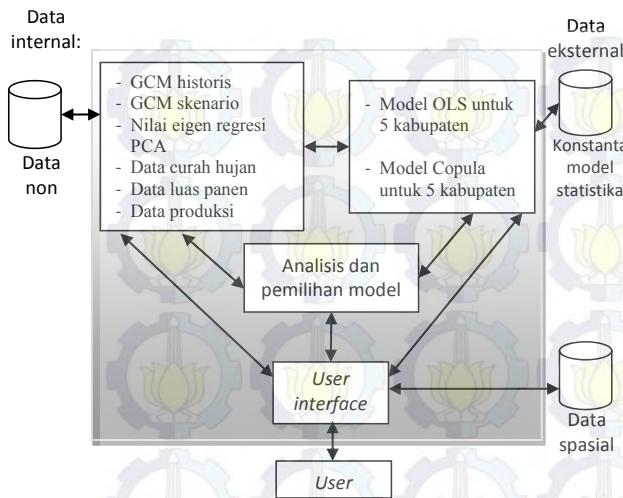 Data
internal:
Data
non
- GCM historis
- GCM skenario
- Nilai eigen regresi
PCA
- Data curah hujan
- Data luas panen
- Data produksi
- Model OLS untuk
5 kabupaten
- Model Copula
untuk 5 kabupaten
Data
eksternal
Konstanta
model
statistika
Analisis dan
pemilihan model
User
interface
Data
spasial
User